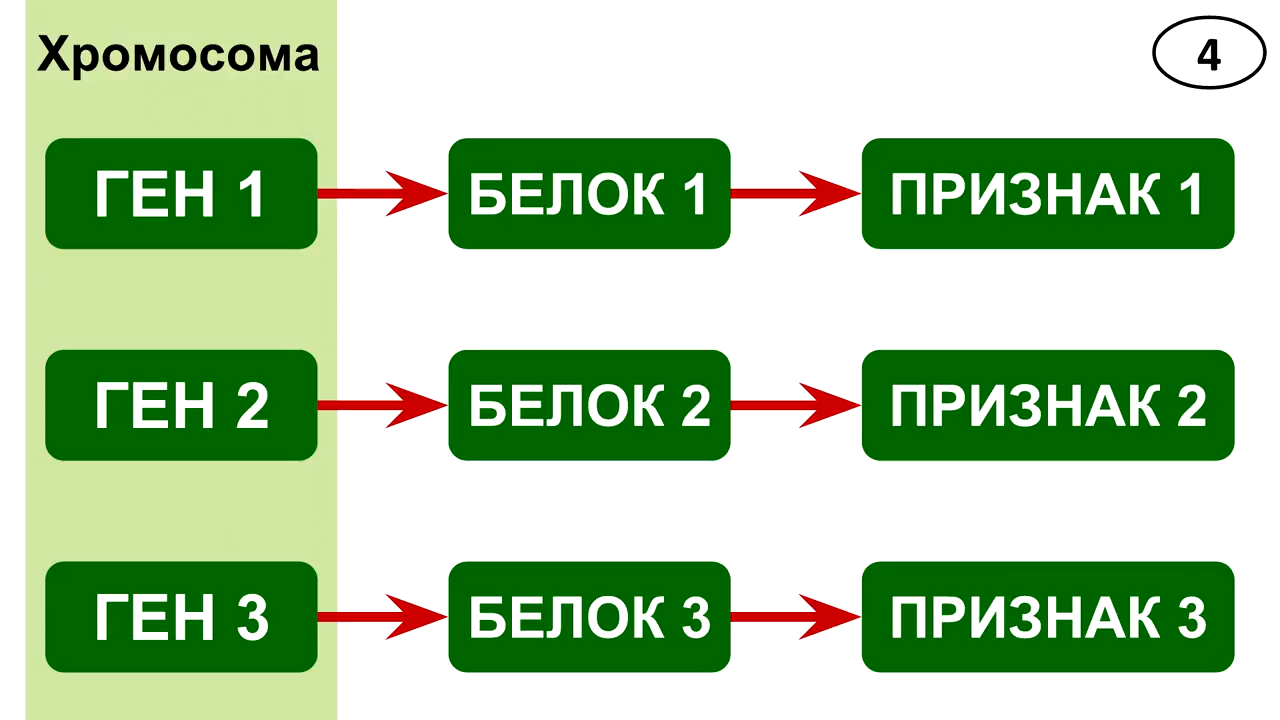 Хромосома
4
ГЕН 1
БЕЛОК 1
ПРИЗНАК 1
ГЕН 2
БЕЛОК 2
ПРИЗНАК 2
ГЕН 3
БЕЛОК 3
ПРИЗНАК 3